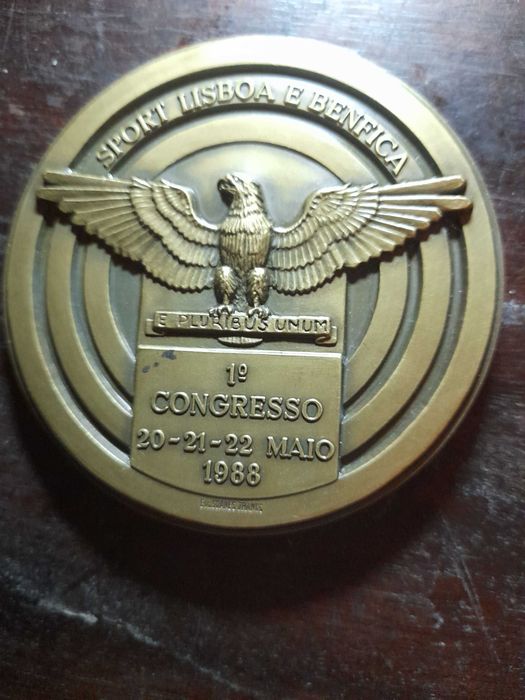 SPORT LISBOA E BENFICA
E PLURIBUS UNUM
1º
CONGRESSO
20-21-22 MAIO
1988